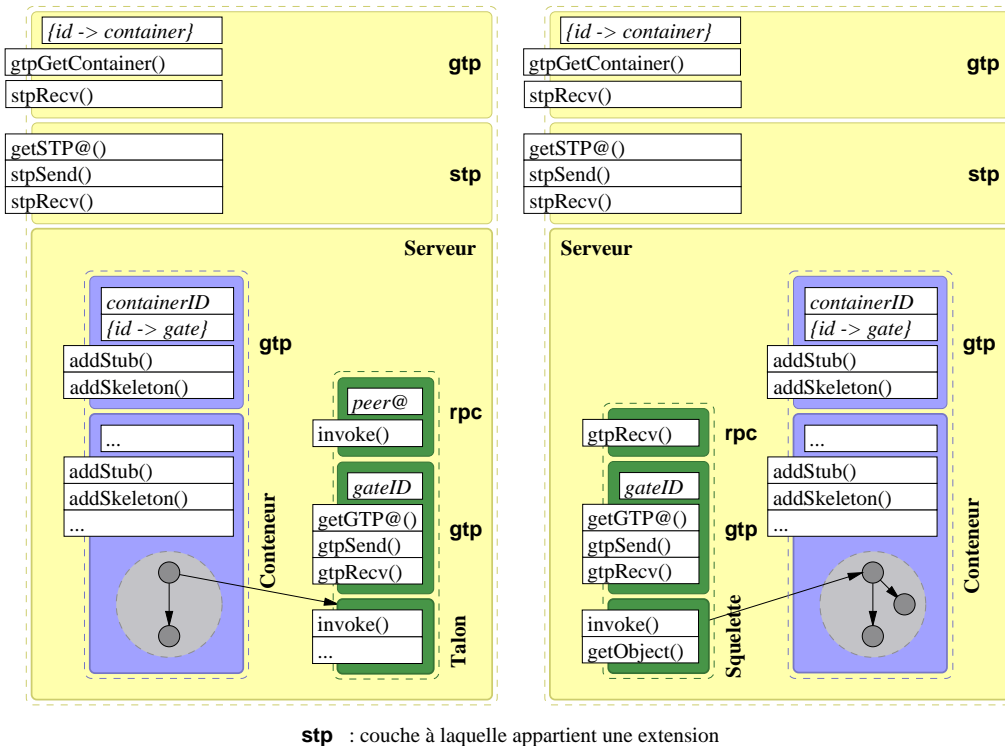 {id -> container}
gtpGetContainer()
stpRecv()
gtp
getSTP@()
stpSend()
stpRecv()
stp
Serveur
containerID
{id -> gate}
addStub()
addSkeleton()
gtp
...
addStub()
addSkeleton()
...
Conteneur
peer@
invoke()
rpc
gateID
getGTP@()
gtpSend()
gtpRecv()
gtp
invoke()
...
Talon
{id -> container}
gtpGetContainer()
stpRecv()
gtp
getSTP@()
stpSend()
stpRecv()
stp
Serveur
gtpRecv()
rpc
gateID
getGTP@()
gtpSend()
gtpRecv()
gtp
invoke()
getObject()
Squelette
containerID
{id -> gate}
addStub()
addSkeleton()
gtp
...
addStub()
addSkeleton()
...
Conteneur
stp : couche à laquelle appartient une extension